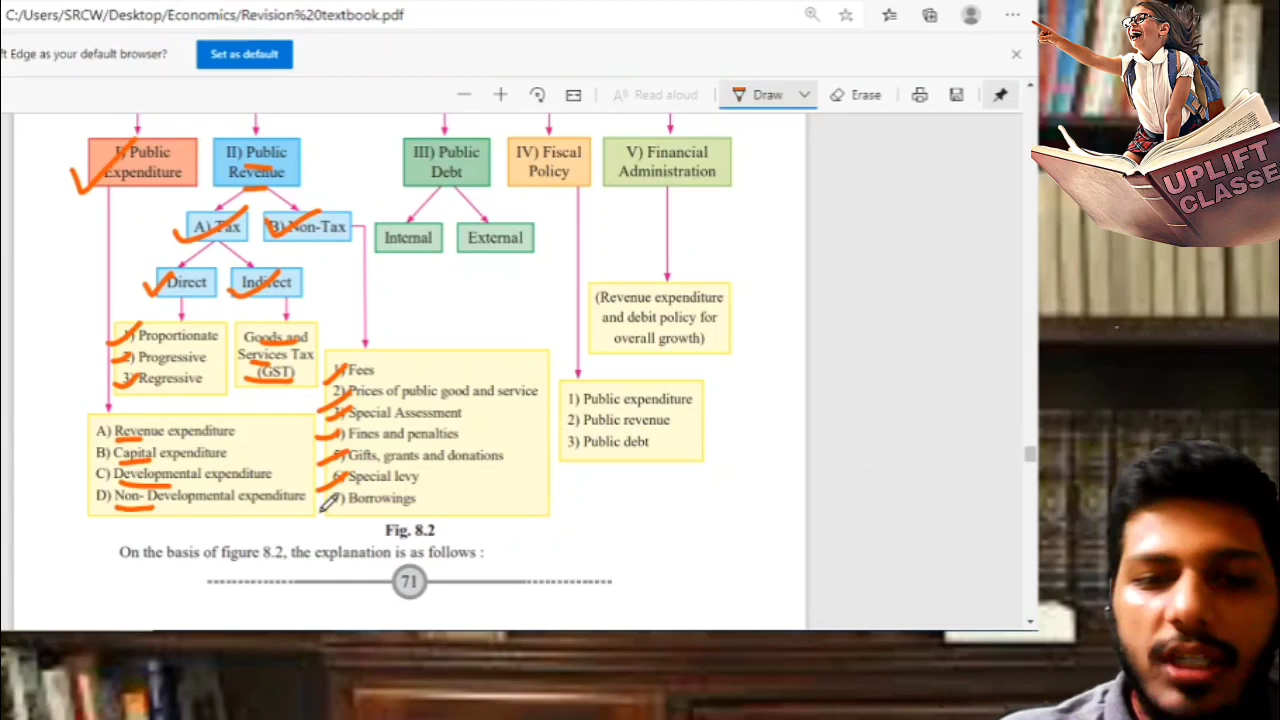 C:/Users/SRCW/Desktop/Economics/Revision%20textbook.pdf
ft Edge as your default browser?
Set as default
Read aloud
Draw
Erase
I) Public
Expenditure
II) Public
Revenue
III) Public
Debt
IV) Fiscal
Policy
V) Financial
Administration
A) Tax
B) Non-Tax
Internal
External
Direct
Indirect
1) Proportionate
2) Progressive
3) Regressive
Goods and
Services Tax
(GST)
(Revenue expenditure
and debit policy for
overall growth)
1) Fees
2) Prices of public good and service
3) Special Assessment
4) Fines and penalties
5) Gifts, grants and donations
6) Special levy
7) Borrowings
1) Public expenditure
2) Public revenue
3) Public debt
A) Revenue expenditure
B) Capital expenditure
C) Developmental expenditure
D) Non- Developmental expenditure
Fig. 8.2
On the basis of figure 8.2, the explanation is as follows :
71
UPLIFT
CLASSE